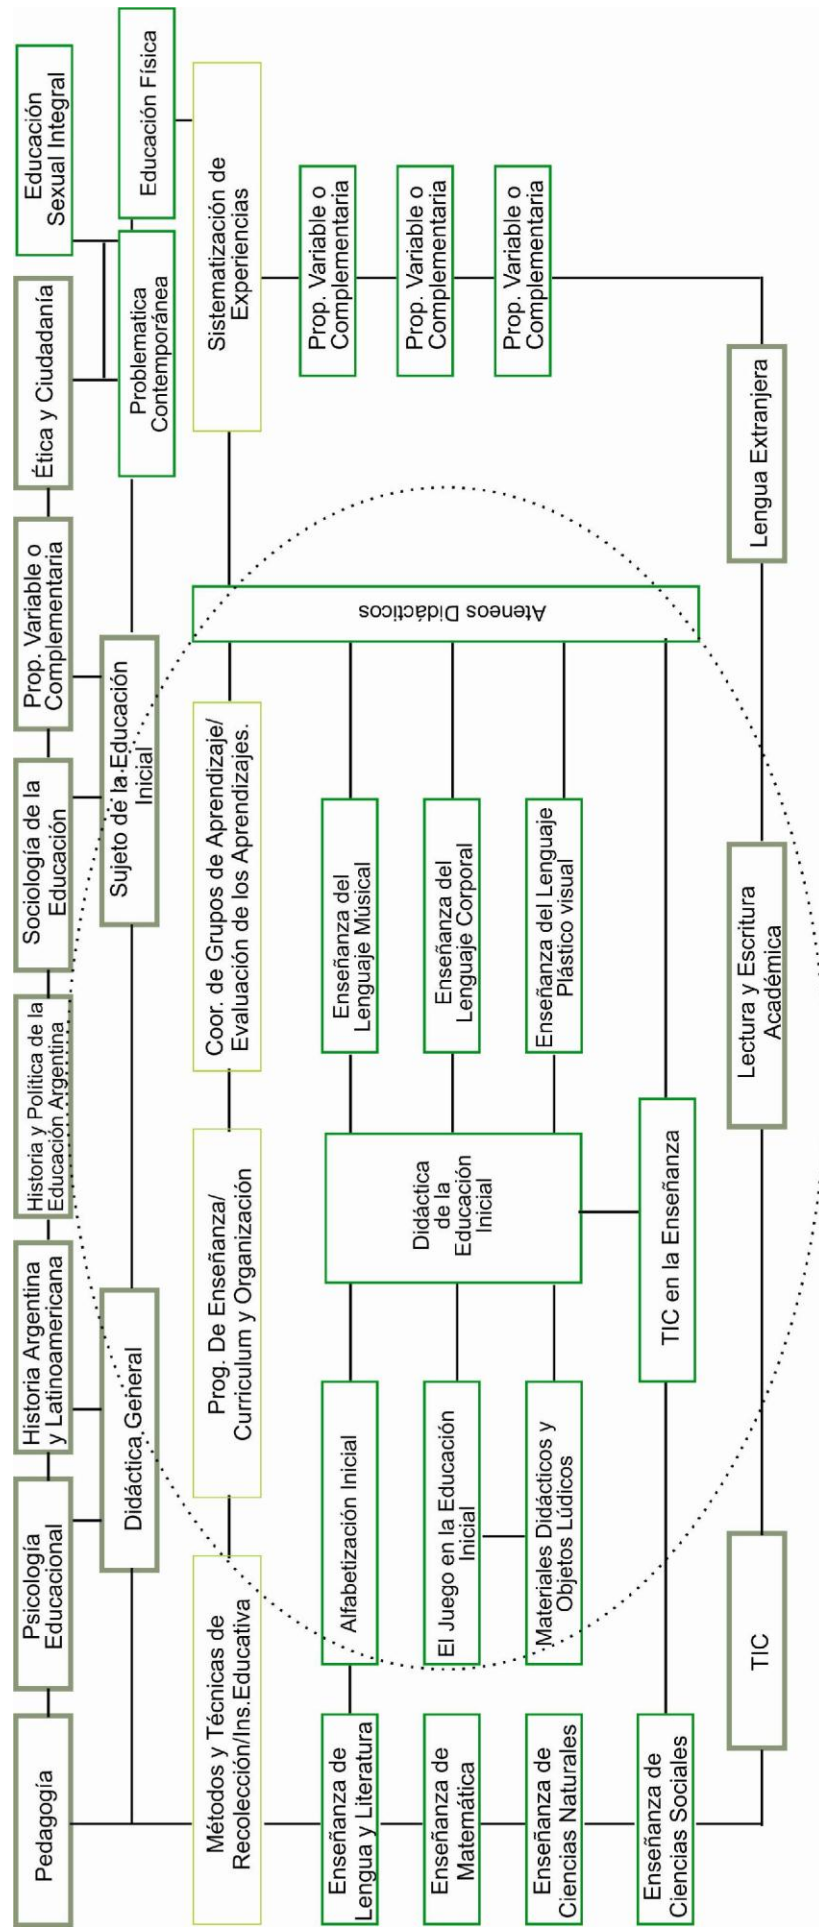 Pedagogía
Psicología
Educacional
Historia Argentina
y Latinoamericana
Historia y Política de la
Educación Argentina
Sociología de la
Educación
Prop. Variable o
Complementaria
Ética y Ciudadanía
Educación
Sexual Integral
Didáctica General
Sujeto de la Educación
Inicial
Problematica
Contemporánea
Educación Física
Métodos y Técnicas de
Recolección/Ins.Educativa
Prog. De Enseñanza/
Curriculum y Organización
Coor. de Grupos de Aprendizaje/
Evaluación de los Aprendizajes.
Sistematización de
Experiencias
Enseñanza de
Lengua y Literatura
Alfabetización Inicial
Enseñanza del
Lenguaje Músical
Prop. Variable o
Complementaria
Enseñanza de
Matemática
El Juego en la Educación
Inicial
Didáctica
de la
Educación
Inicial
Enseñanza del
Lenguaje Corporal
Ateneos Didácticos
Prop. Variable o
Complementaria
Enseñanza de
Ciencias Naturales
Materiales Didácticos y
Objetos Lúdicos
Enseñanza del Lenguaje
Plástico visual
Prop. Variable o
Complementaria
Enseñanza de
Ciencias Sociales
TIC en la Enseñanza
TIC
Lectura y Escritura
Académica
Lengua Extranjera